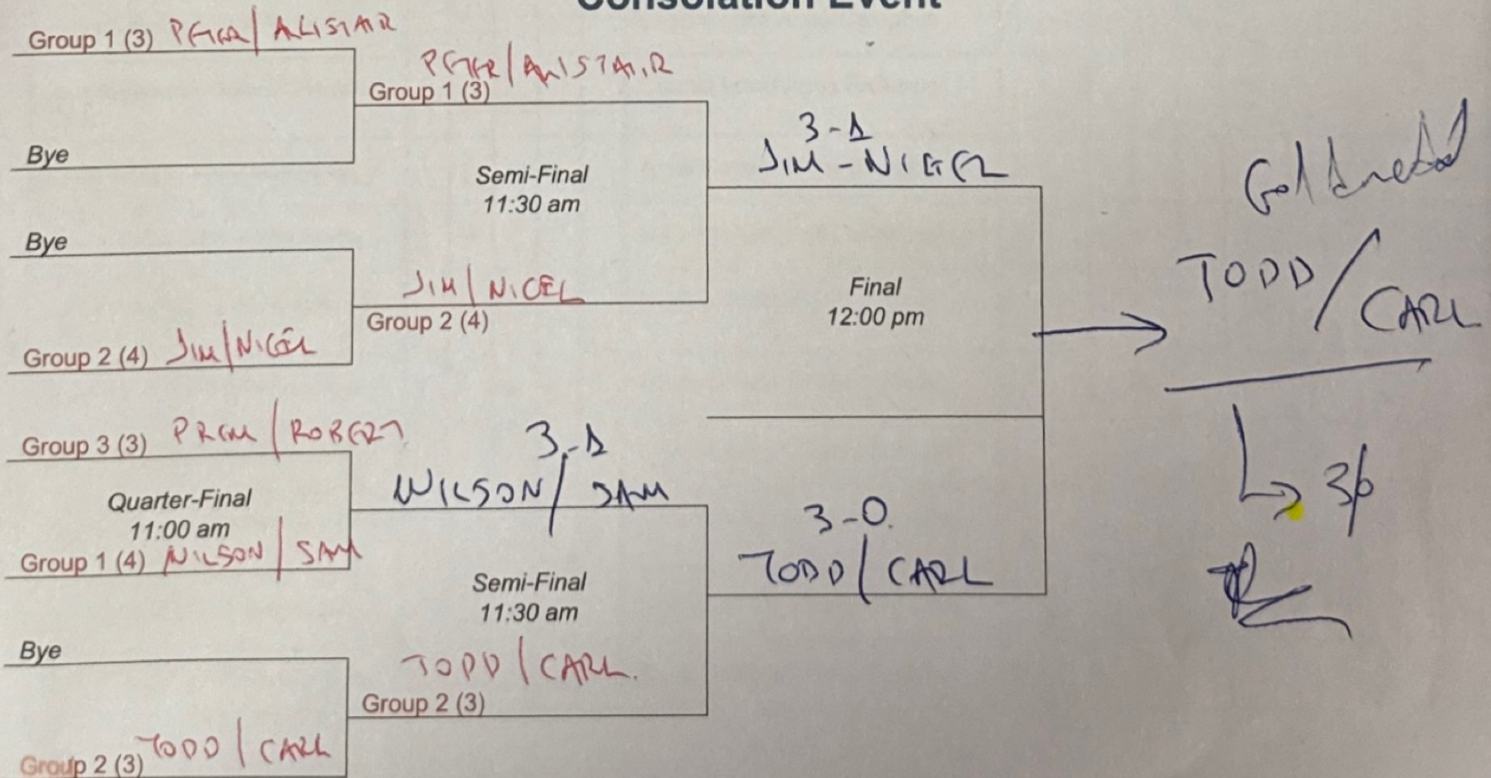 Consolation Event
Group 1 (3) PETER/ALISTAIR
PETER/ALISTAIR
Group 1 (3)
Bye
Semi-Final
11:30 am
3-1
JIM-NIGEL
Bye
JIM/NIGEL
Group 2 (4)
Group 2 (4) JIM/NIGEL
Final
12:00 pm
Gold medal
TODD/CARL
Group 3 (3) PREM/ROBERT
Quarter-Final
11:00 am
Group 1 (4) WILSON/SAM
3-1
WILSON/SAM
Semi-Final
11:30 am
3-0
TODD/CARL
Bye
TODD/CARL
Group 2 (3)
Group 2 (3) TODD/CARL